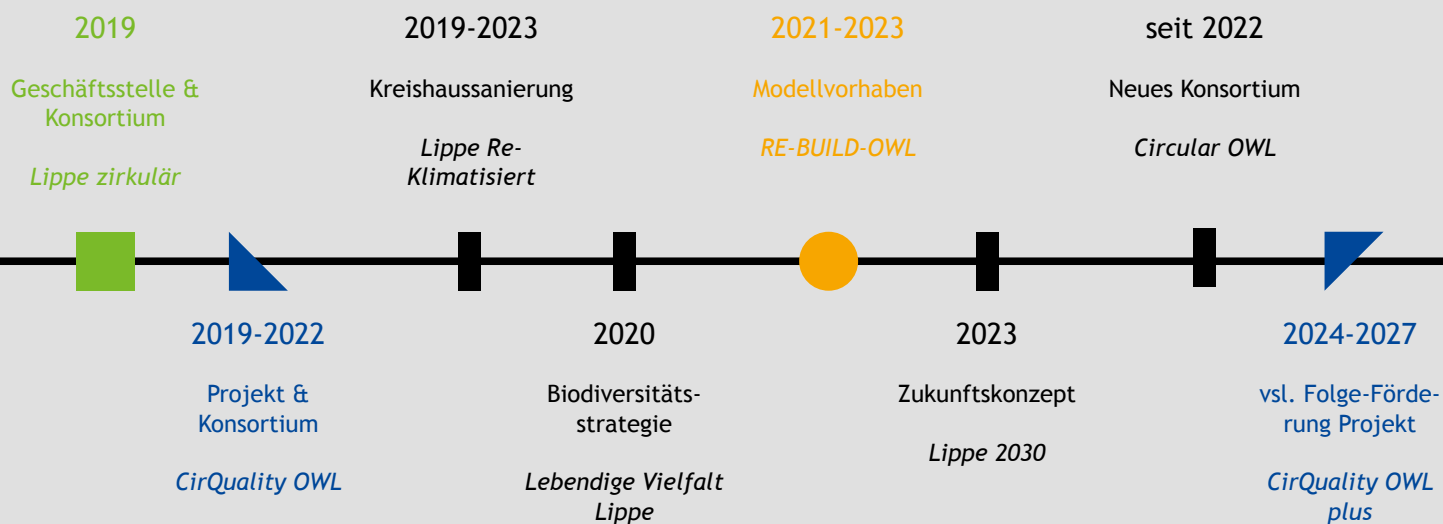 2019
Geschäftsstelle &
Konsortium
Lippe zirkulär
2019-2023
Kreishaussanierung
Lippe Re-
Klimatisiert
2021-2023
Modellvorhaben
RE-BUILD-OWL
seit 2022
Neues Konsortium
Circular OWL
2019-2022
Projekt &
Konsortium
CirQuality OWL
2020
Biodiversitäts-
strategie
Lebendige Vielfalt
Lippe
2023
Zukunftskonzept
Lippe 2030
2024-2027
vsl. Folge-Förde-
rung Projekt
CirQuality OWL
plus